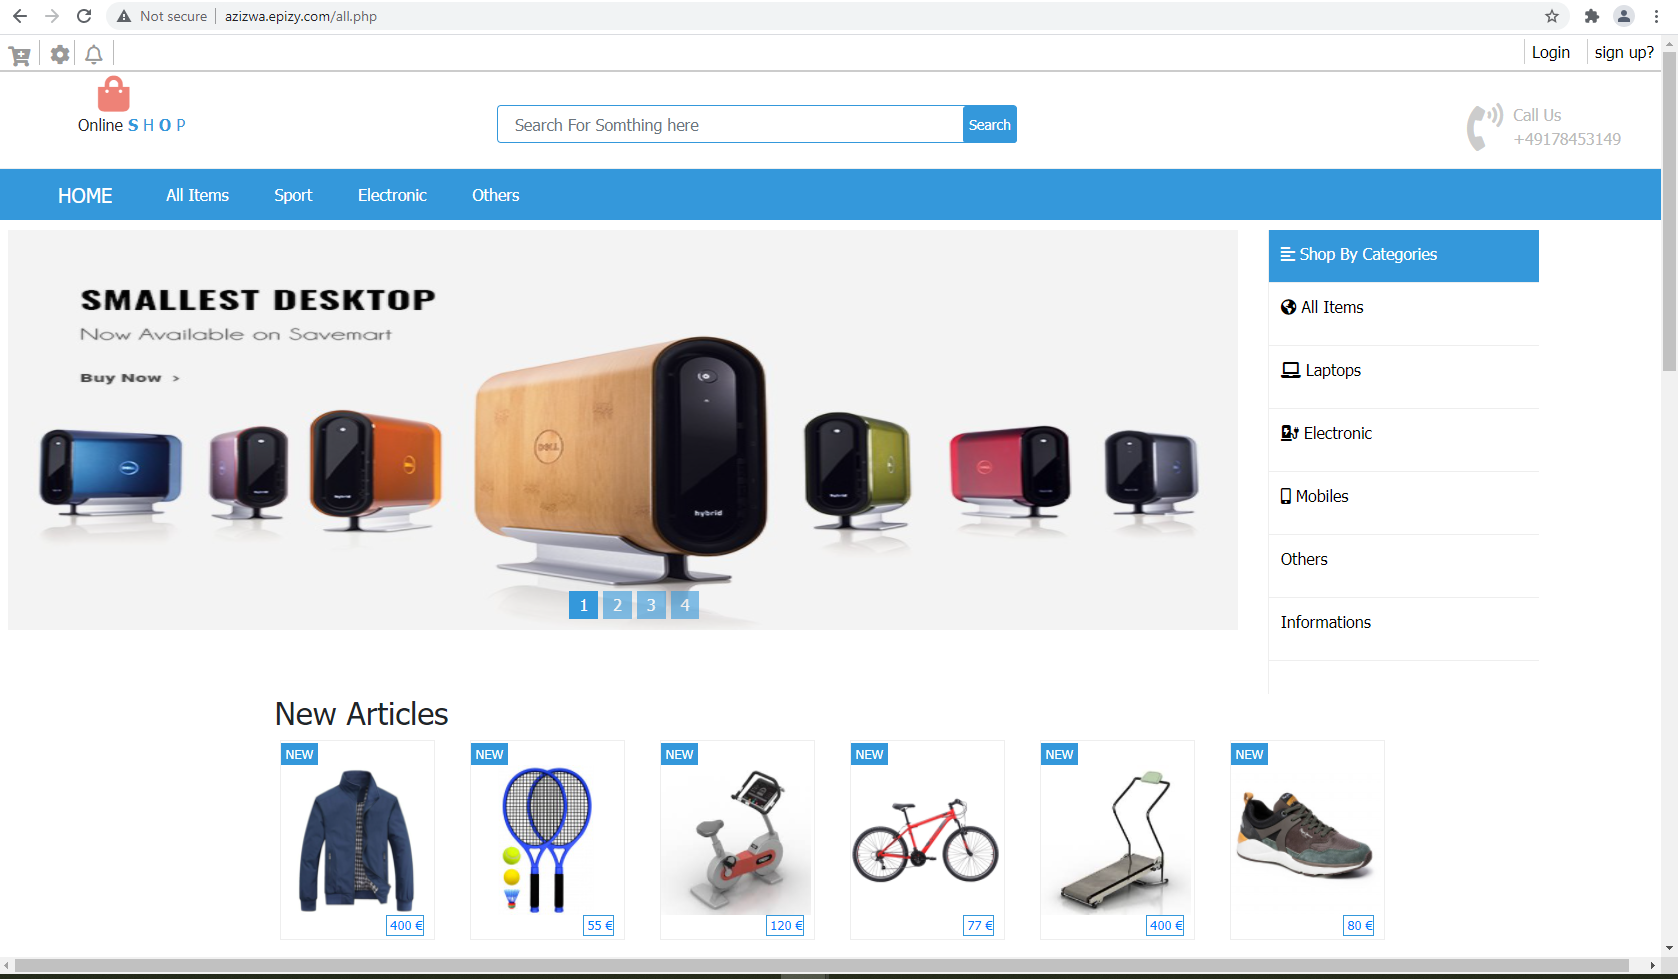 Not secure | azizwa.epizy.com/all.php
Login
sign up?
Online SHOP
Search For Somthing here
Search
Call Us
+49178453149
HOME
All Items
Sport
Electronic
Others
SMALLEST DESKTOP
Now Available on Savemart
Buy Now >
DELL
hybrid
1 2 3 4
Shop By Categories
All Items
Laptops
Electronic
Mobiles
Others
Informations
New Articles
NEW
400 €
NEW
55 €
NEW
120 €
NEW
77 €
NEW
400 €
NEW
80 €